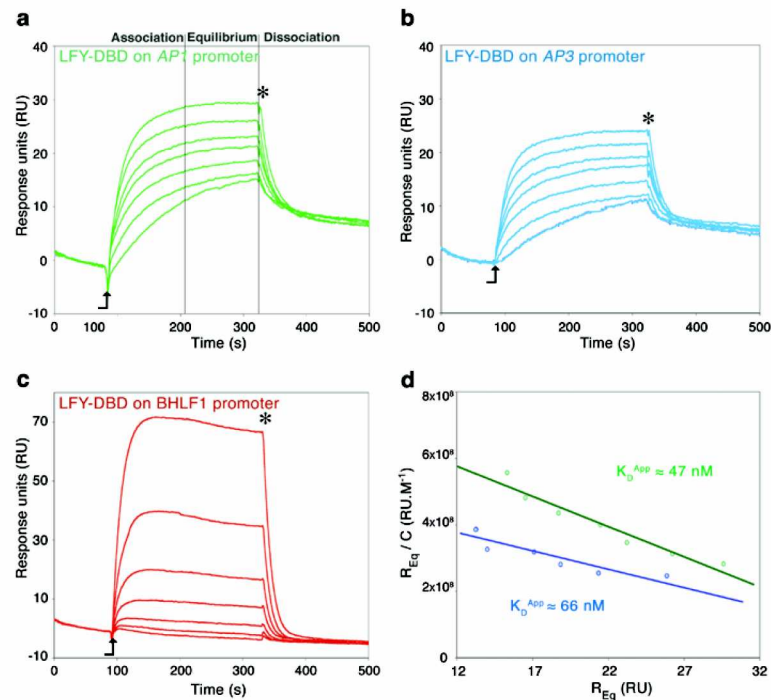 a
Association Equilibrium Dissociation
LFY-DBD on AP1 promoter
*
Response units (RU)
40
30
20
10
0
-10
0 100 200 300 400 500
Time (s)
b
LFY-DBD on AP3 promoter
*
Response units (RU)
40
30
20
10
0
-10
0 100 200 300 400 500
Time (s)
c
LFY-DBD on BHLF1 promoter
*
Response units (RU)
70
50
30
10
-10
0 100 200 300 400 500
Time (s)
d
R_Eq / C (RU.M⁻¹)
8x10⁸
6x10⁸
4x10⁸
2x10⁸
0
K_D^App ≈ 47 nM
K_D^App ≈ 66 nM
12 17 22 26 32
R_Eq (RU)